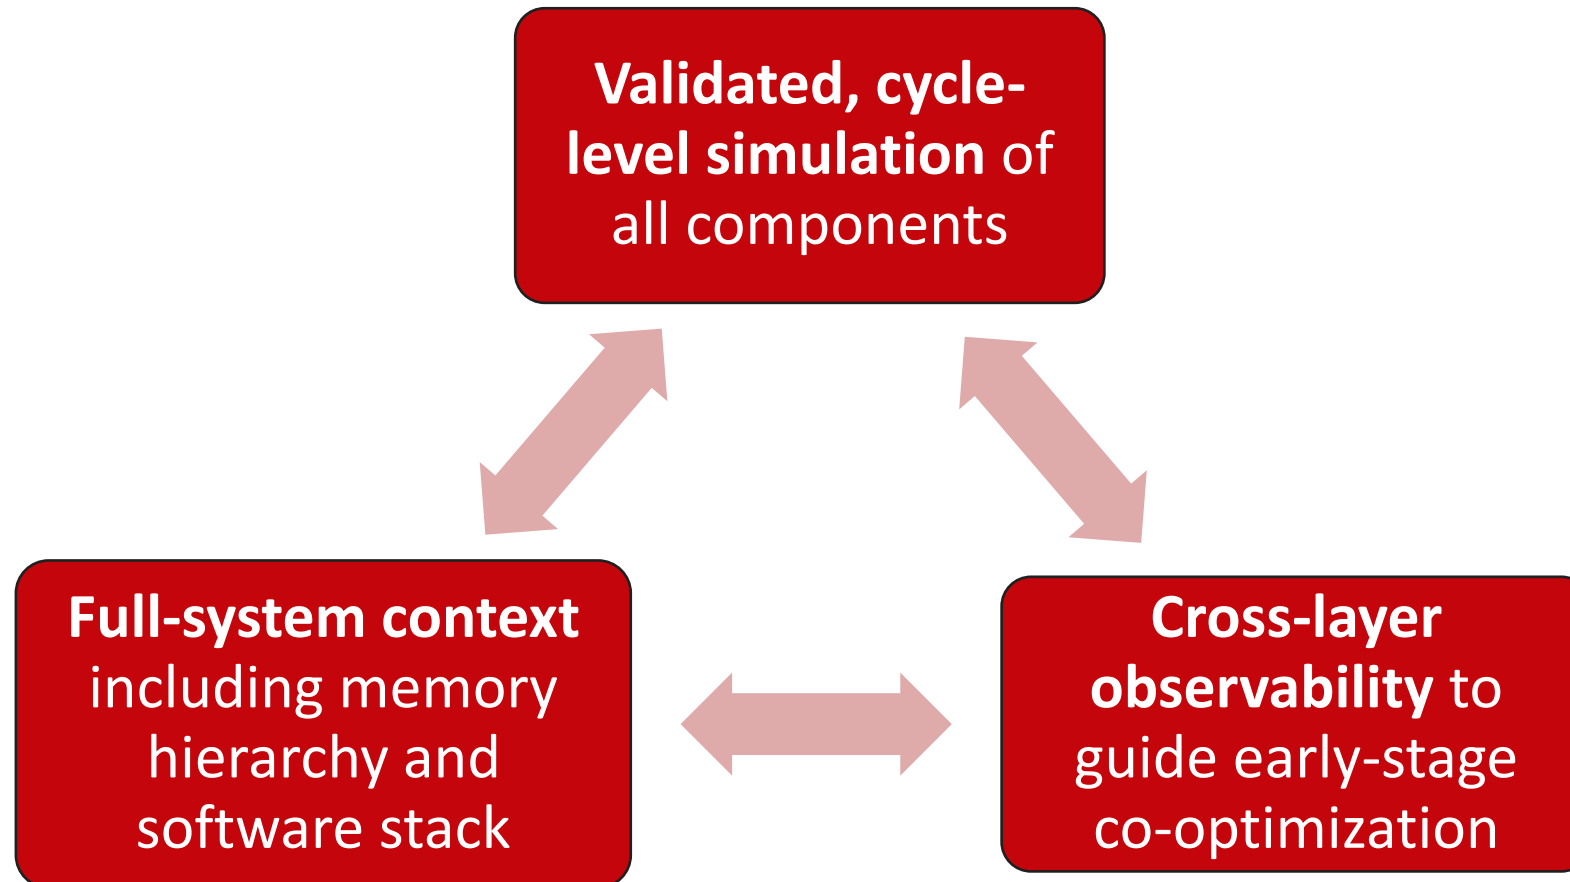 Validated, cycle-
level simulation of
all components
Full-system context
including memory
hierarchy and
software stack
Cross-layer
observability to
guide early-stage
co-optimization